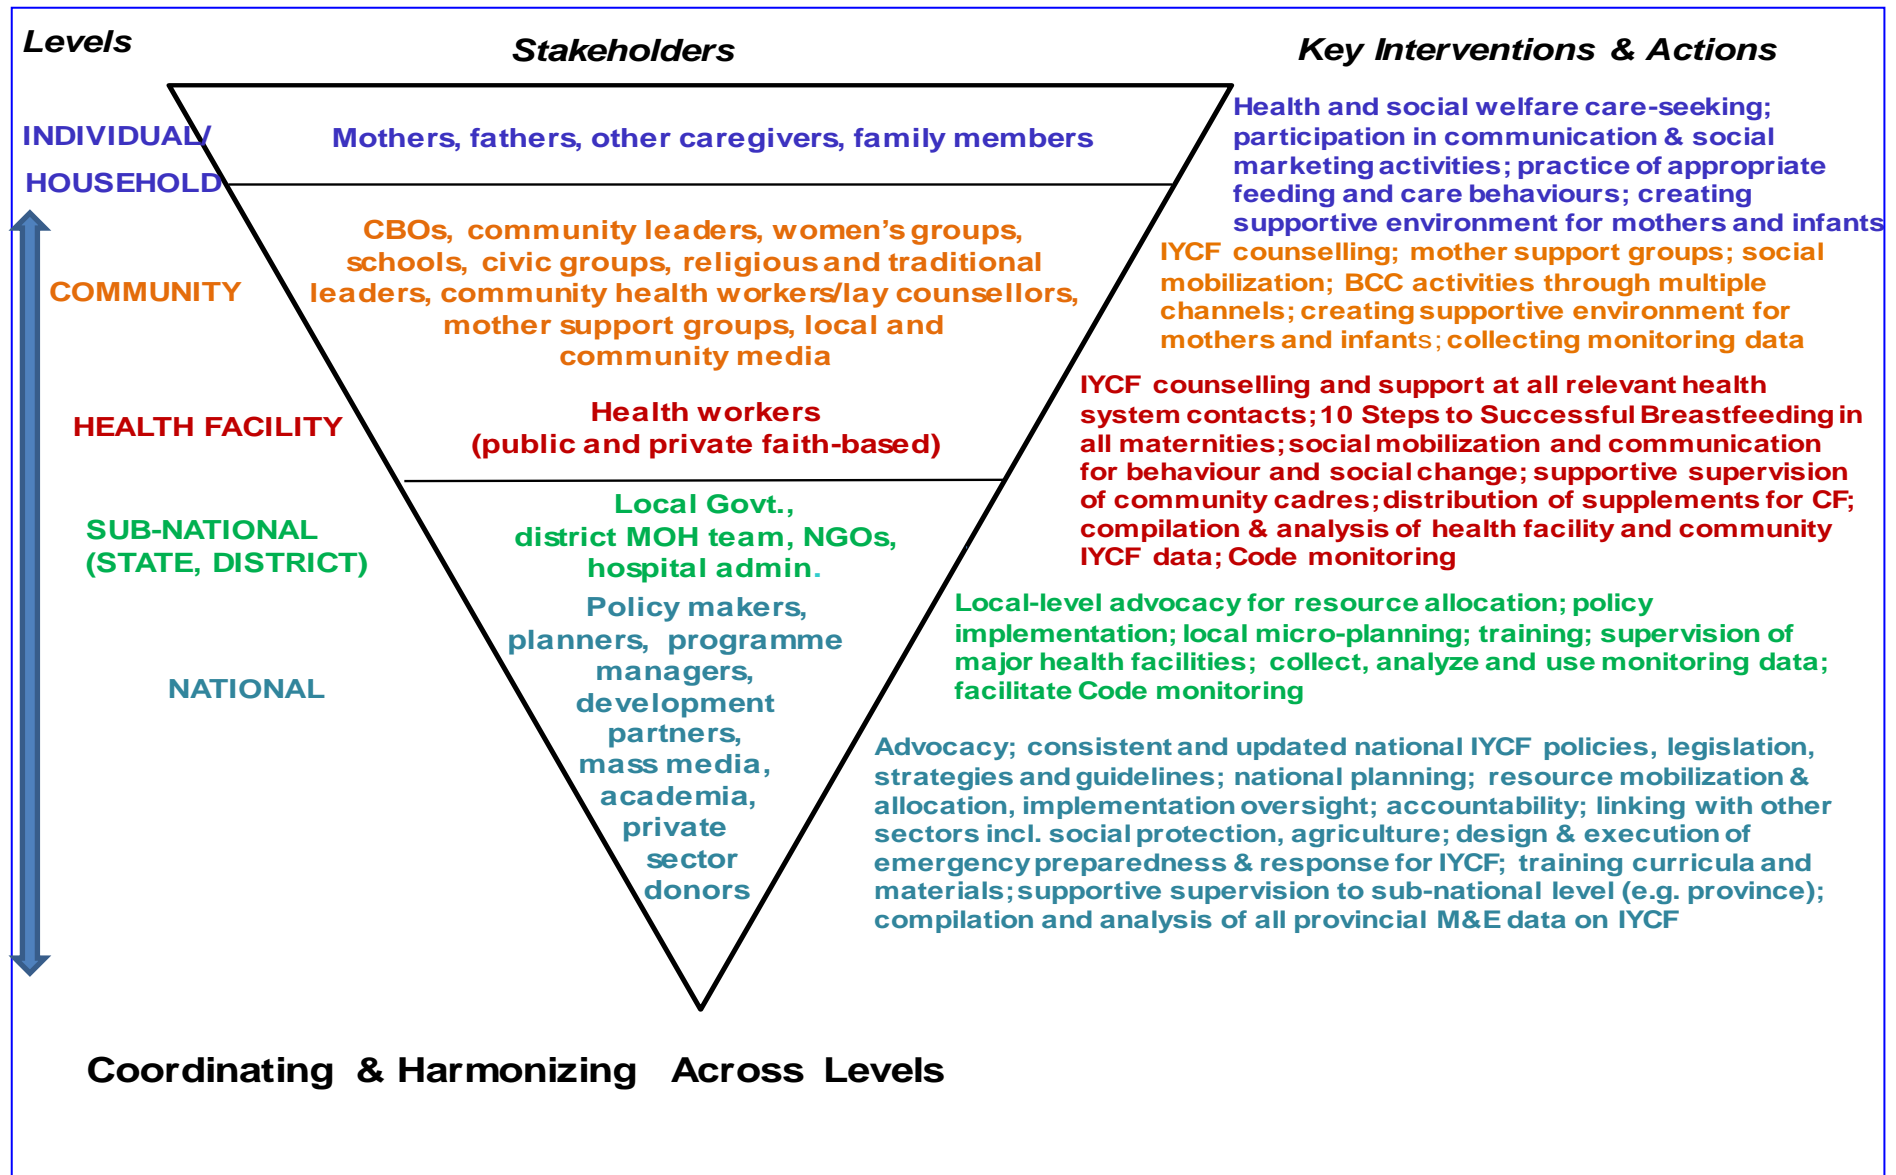 Levels
Stakeholders
Key Interventions & Actions
INDIVIDUAL/
HOUSEHOLD
Mothers, fathers, other caregivers, family members
Health and social welfare care-seeking;
participation in communication & social
marketing activities; practice of appropriate
feeding and care behaviours; creating
supportive environment for mothers and infants
COMMUNITY
CBOs, community leaders, women's groups,
schools, civic groups, religious and traditional
leaders, community health workers/lay counsellors,
mother support groups, local and
community media
IYCF counselling; mother support groups; social
mobilization; BCC activities through multiple
channels; creating supportive environment for
mothers and infants; collecting monitoring data
HEALTH FACILITY
Health workers
(public and private faith-based)
IYCF counselling and support at all relevant health
system contacts; 10 Steps to Successful Breastfeeding in
all maternities; social mobilization and communication
for behaviour and social change; supportive supervision
of community cadres; distribution of supplements for CF;
compilation & analysis of health facility and community
IYCF data; Code monitoring
SUB-NATIONAL
(STATE, DISTRICT)
Local Govt.,
district MOH team, NGOs,
hospital admin.
Local-level advocacy for resource allocation; policy
implementation; local micro-planning; training; supervision of
major health facilities; collect, analyze and use monitoring data;
facilitate Code monitoring
NATIONAL
Policy makers,
planners, programme
managers,
development
partners,
mass media,
academia,
private
sector
donors
Advocacy; consistent and updated national IYCF policies, legislation,
strategies and guidelines; national planning; resource mobilization &
allocation, implementation oversight; accountability; linking with other
sectors incl. social protection, agriculture; design & execution of
emergency preparedness & response for IYCF; training curricula and
materials; supportive supervision to sub-national level (e.g. province);
compilation and analysis of all provincial M&E data on IYCF
Coordinating & Harmonizing Across Levels